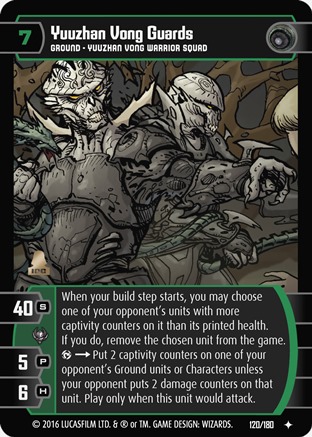 7
Yuuzhan Vong Guards
GROUND - YUUZHAN VONG WARRIOR SQUAD
40 S
5 P
6 H
When your build step starts, you may choose
one of your opponent's units with more
captivity counters on it than its printed health.
If you do, remove the chosen unit from the game.
→ Put 2 captivity counters on one of your
opponent's Ground units or Characters unless
your opponent puts 2 damage counters on that
unit. Play only when this unit would attack.
© 2016 LUCASFILM LTD. & ® or TM. GAME DESIGN: WIZARDS.
120/180